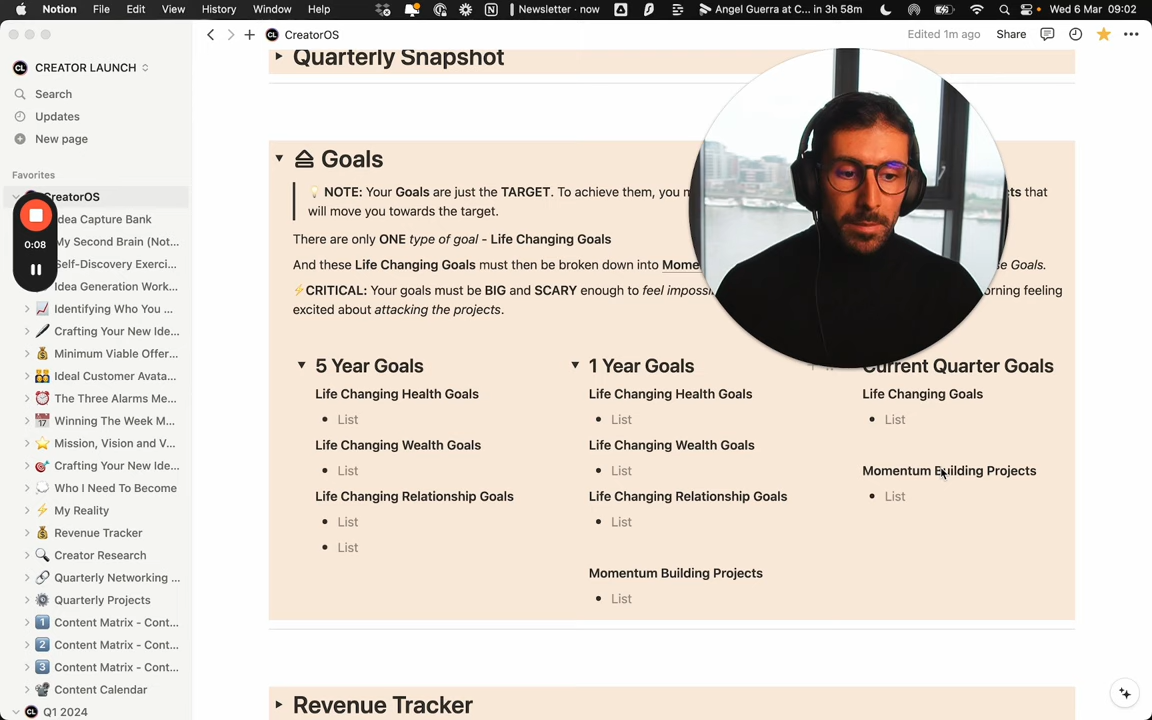 Notion File Edit View History Window Help Newsletter · now Angel Guerra at C... in 3h 58m Wed 6 Mar 09:02
CreatorOS Edited 1m ago Share
CL CREATOR LAUNCH
Search
Updates
New page
Favorites
CreatorOS
0:08
Idea Capture Bank
My Second Brain (Not...
Self-Discovery Exerci...
Idea Generation Work...
Identifying Who You ...
Crafting Your New Ide...
Minimum Viable Offer...
Ideal Customer Avata...
The Three Alarms Me...
Winning The Week M...
Mission, Vision and V...
Crafting Your New Ide...
Who I Need To Become
My Reality
Revenue Tracker
Creator Research
Quarterly Networking ...
Quarterly Projects
1 Content Matrix - Cont...
2 Content Matrix - Cont...
3 Content Matrix - Cont...
Content Calendar
CL Q1 2024
Quarterly Snapshot
Goals
NOTE: Your Goals are just the TARGET. To achieve them, you that
will move you towards the target.
There are only ONE type of goal - Life Changing Goals
And these Life Changing Goals must then be broken down into Goals.
CRITICAL: Your goals must be BIG and SCARY enough to feel feeling
excited about attacking the projects.
5 Year Goals
Life Changing Health Goals
• List
Life Changing Wealth Goals
• List
Life Changing Relationship Goals
• List
• List
1 Year Goals
Life Changing Health Goals
• List
Life Changing Wealth Goals
• List
Life Changing Relationship Goals
• List
Momentum Building Projects
• List
Current Quarter Goals
Life Changing Goals
• List
Momentum Building Projects
• List
Revenue Tracker